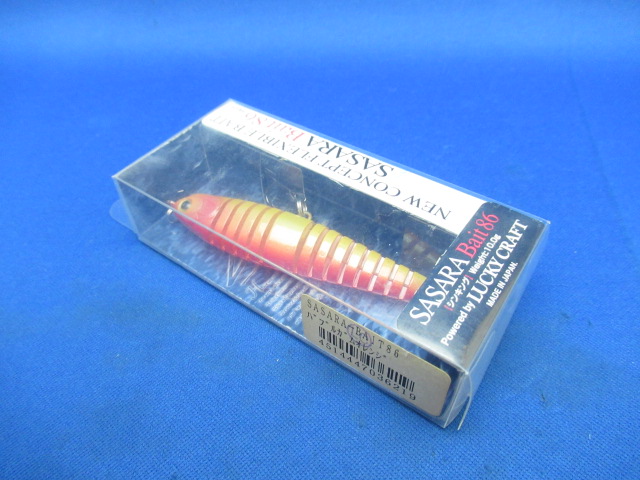 NEW CONCEPT FLEXIBLE BAIT
SASARA BAIT86
SASARA Bait 86
[シンキング] Weight:10.0g
Powered by LUCKY CRAFT
MADE IN JAPAN.
SASARA BAIT86
4514447036219